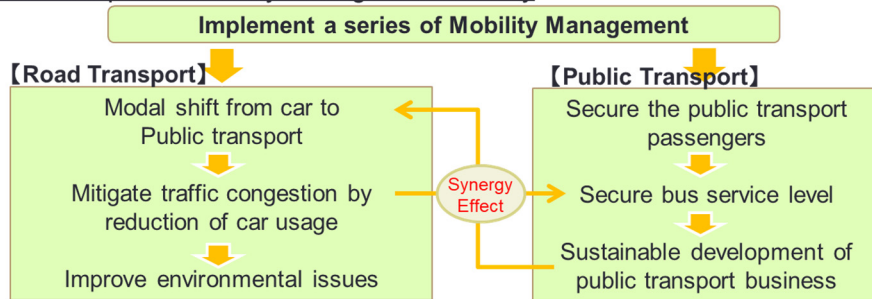 Implement a series of Mobility Management
【Road Transport】
Modal shift from car to
Public transport
Mitigate traffic congestion by
reduction of car usage
Improve environmental issues
Synergy
Effect
【Public Transport】
Secure the public transport
passengers
Secure bus service level
Sustainable development of
public transport business